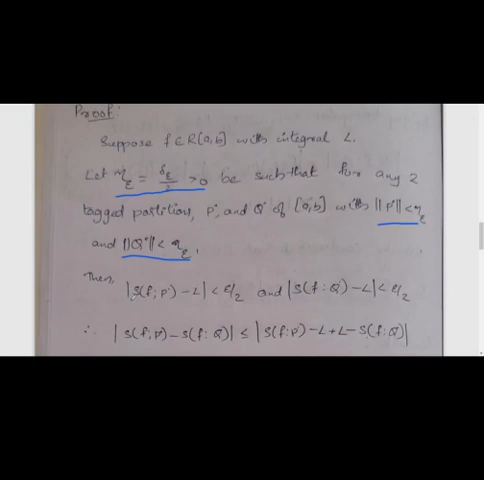 Proof:
Suppose f ∈ R[a,b] with integral L.
Let η_ε = δ_ε/2 > 0 be such that for any 2
tagged partition, Ṗ, and Q̇ of [a,b] with ||Ṗ|| < η_ε
and ||Q̇|| < η_ε.
Then,
|S(f;Ṗ) – L| < ε/2 and |S(f:Q̇) – L| < ε/2
∴ |S(f;Ṗ) – S(f:Q̇)| ≤ |S(f:Ṗ) – L + L – S(f:Q̇)|